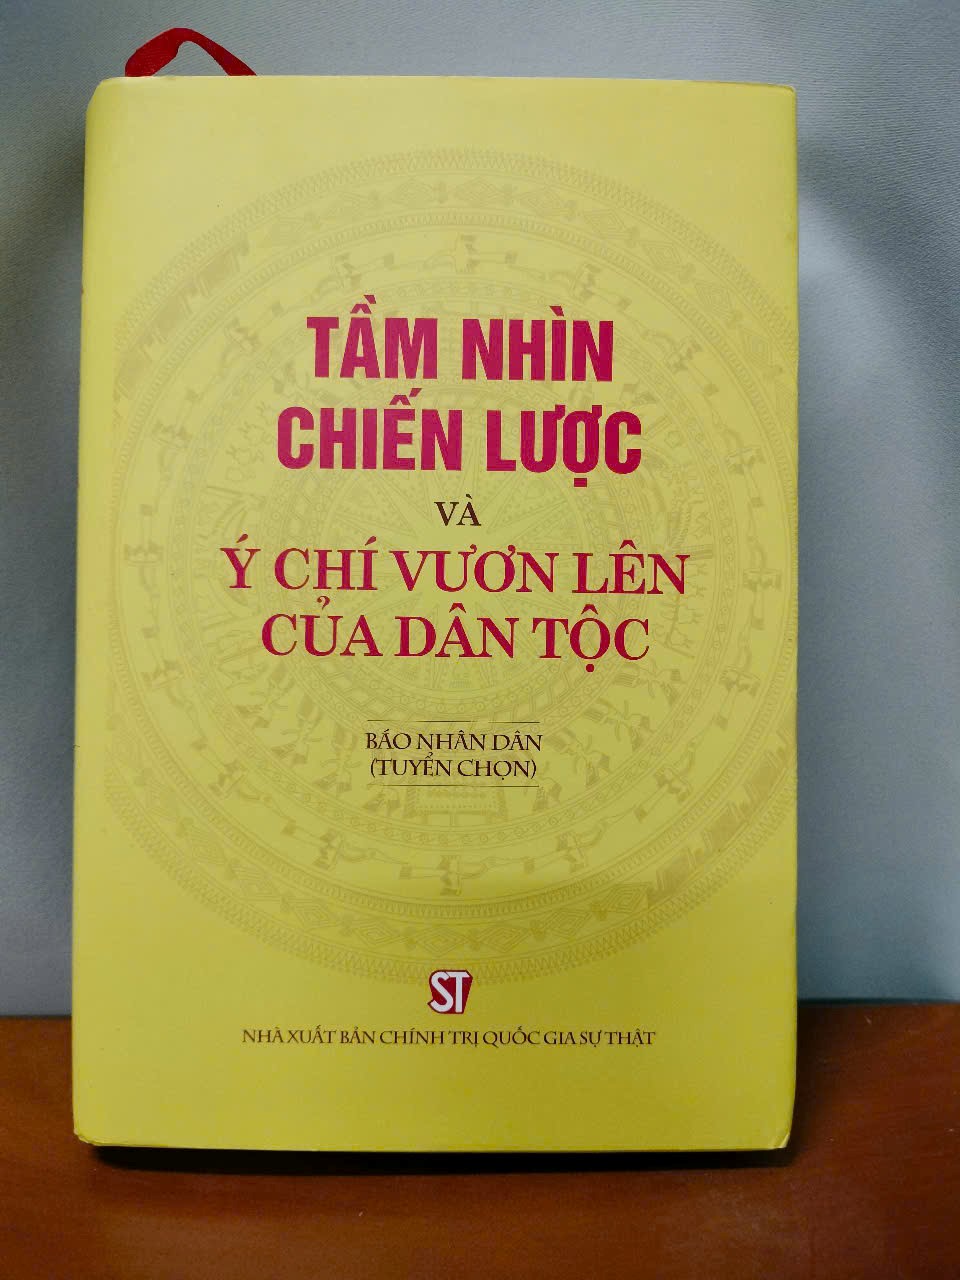 TẦM NHÌN
CHIẾN LƯỢC
VÀ
Ý CHÍ VƯƠN LÊN
CỦA DÂN TỘC
BÁO NHÂN DÂN
(TUYỂN CHỌN)
ST
NHÀ XUẤT BẢN CHÍNH TRỊ QUỐC GIA SỰ THẬT